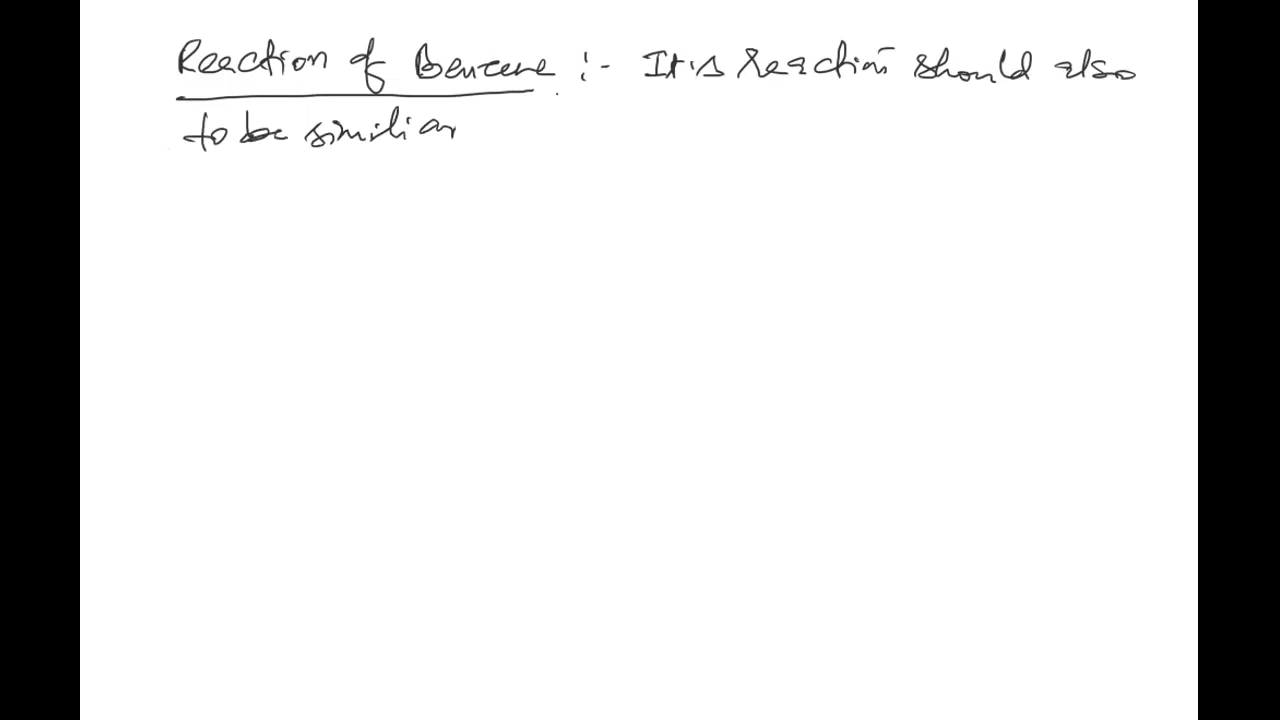 Reaction of Benzene :- It's reaction should also
to be similiar